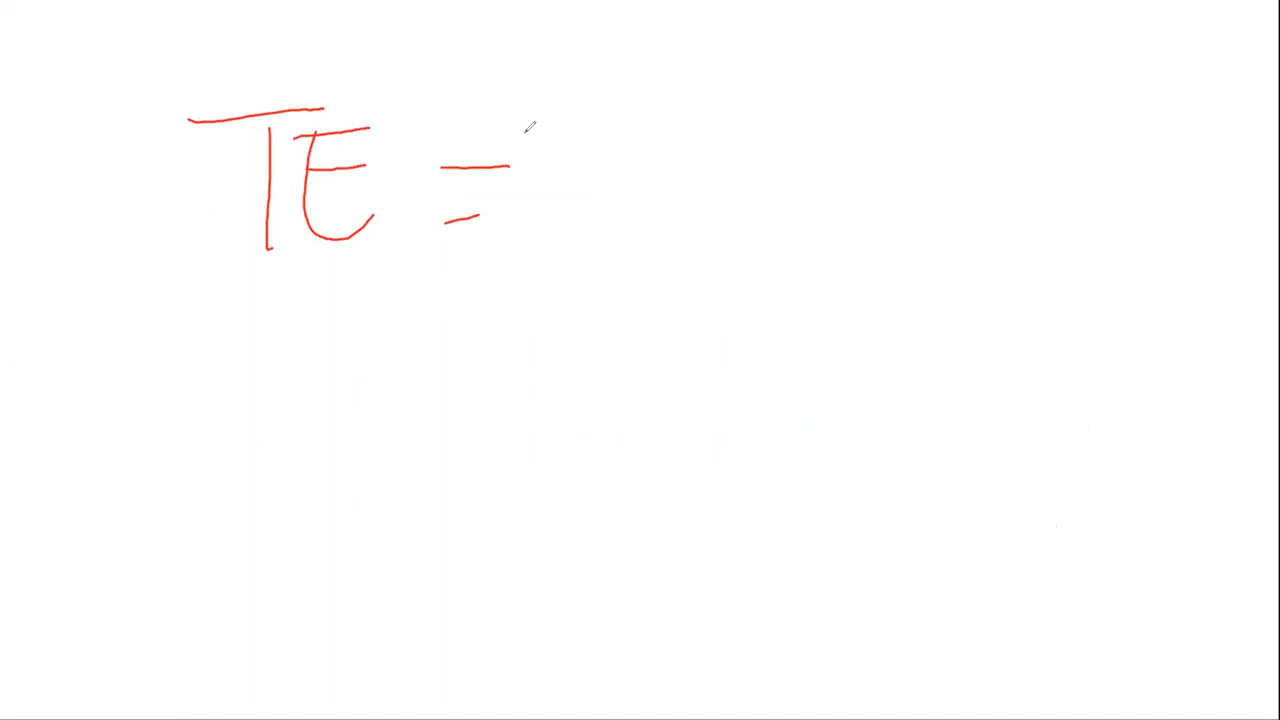 TE =